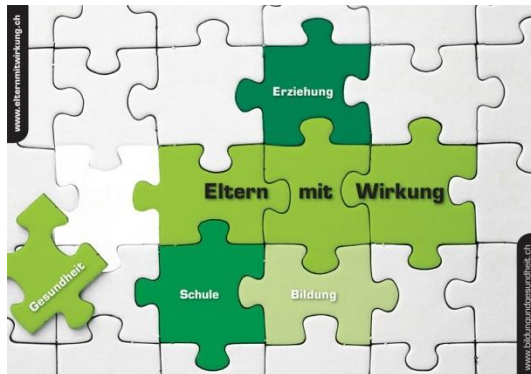 www.elternmitwirkung.ch
Erziehung
Eltern mit Wirkung
Gesundheit
Schule
Bildung
www.bildungundgesundheit.ch